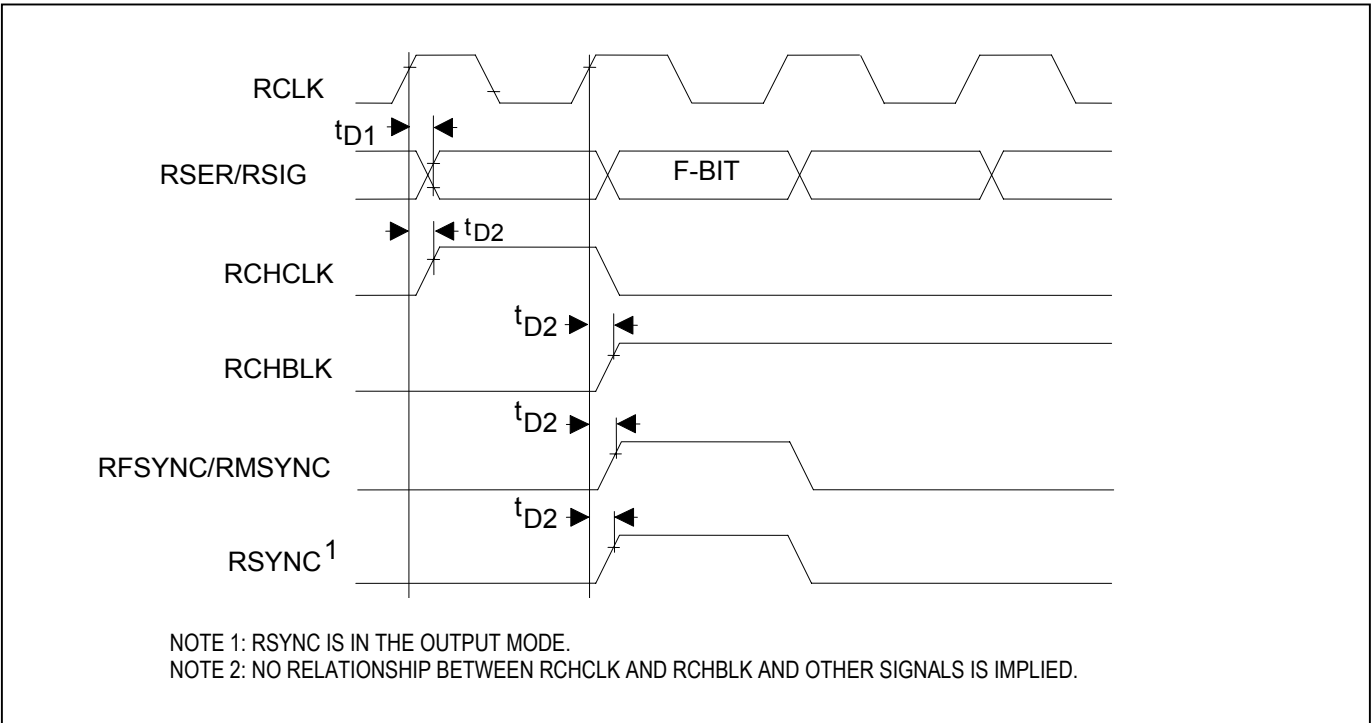 RCLK
tD1
RSER/RSIG
F-BIT
tD2
RCHCLK
tD2
RCHBLK
tD2
RFSYNC/RMSYNC
tD2
RSYNC1
NOTE 1: RSYNC IS IN THE OUTPUT MODE.
NOTE 2: NO RELATIONSHIP BETWEEN RCHCLK AND RCHBLK AND OTHER SIGNALS IS IMPLIED.